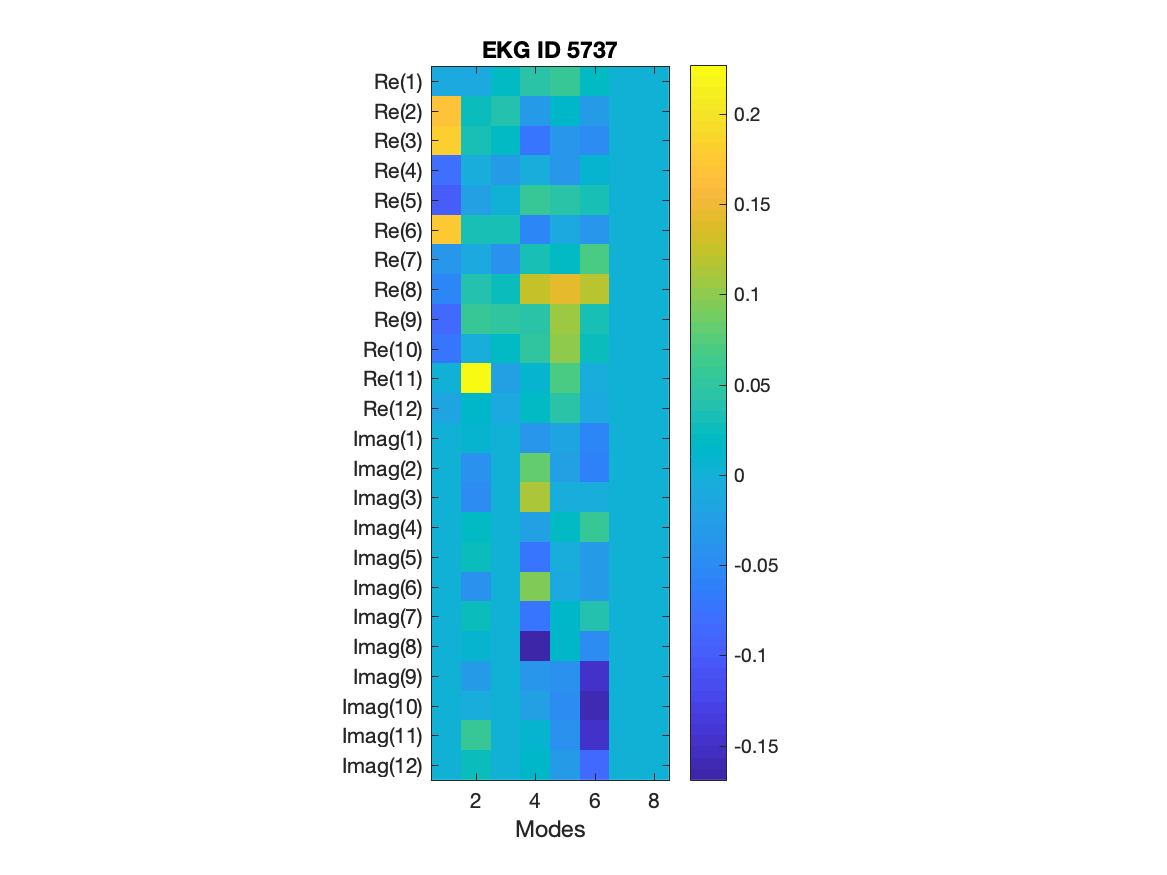 EKG ID 5737
Re(1)
Re(2)
Re(3)
Re(4)
Re(5)
Re(6)
Re(7)
Re(8)
Re(9)
Re(10)
Re(11)
Re(12)
Imag(1)
Imag(2)
Imag(3)
Imag(4)
Imag(5)
Imag(6)
Imag(7)
Imag(8)
Imag(9)
Imag(10)
Imag(11)
Imag(12)
2 4 6 8
Modes
0.2
0.15
0.1
0.05
0
-0.05
-0.1
-0.15